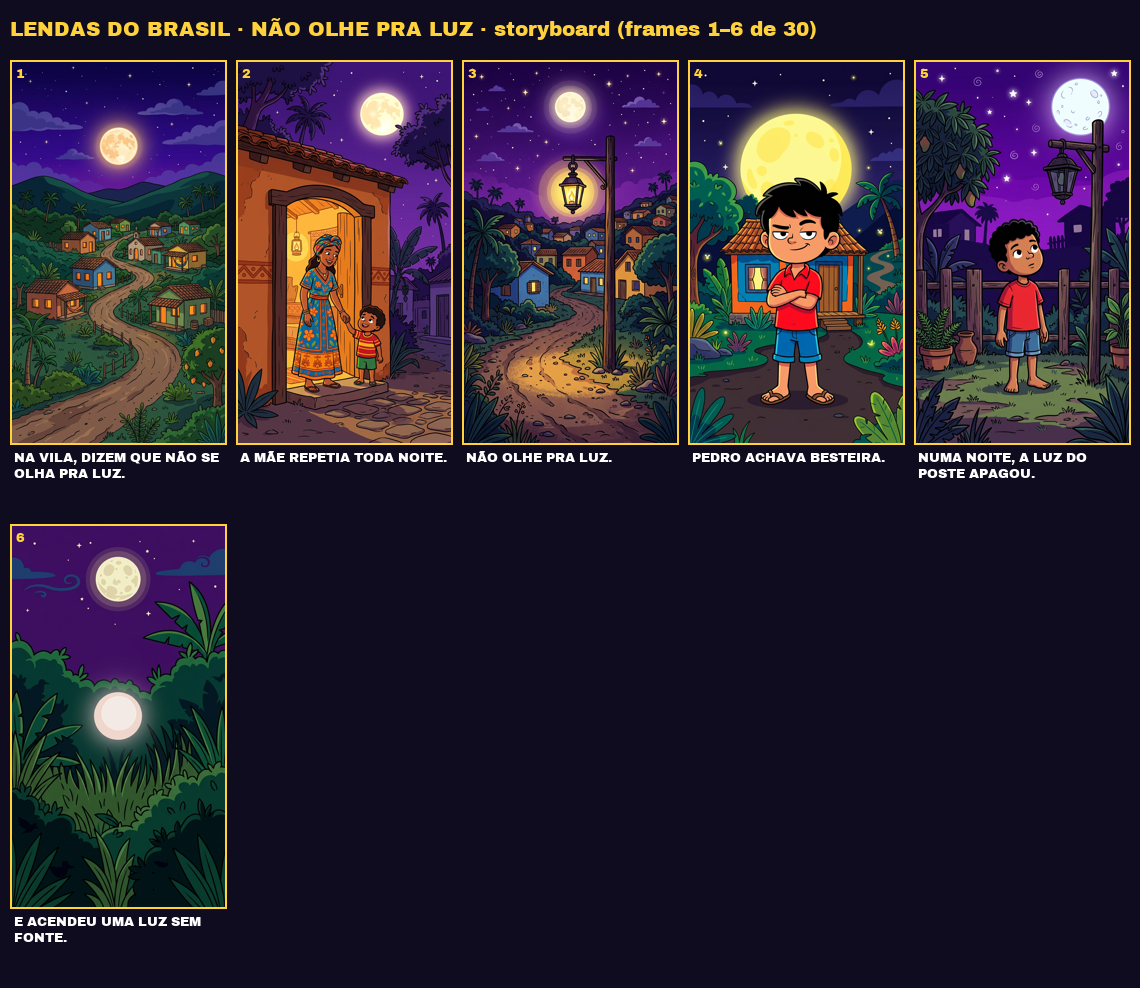 LENDAS DO BRASIL · NÃO OLHE PRA LUZ · storyboard (frames 1–6 de 30)
1
2
3
4
5
NA VILA, DIZEM QUE NÃO SE
OLHA PRA LUZ.
A MÃE REPETIA TODA NOITE.
NÃO OLHE PRA LUZ.
PEDRO ACHAVA BESTEIRA.
NUMA NOITE, A LUZ DO
POSTE APAGOU.
6
E ACENDEU UMA LUZ SEM
FONTE.